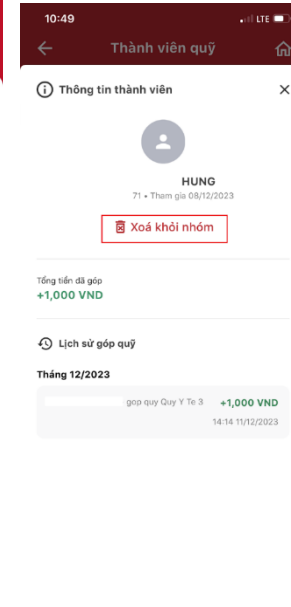 10:49 LTE
Thành viên quỹ
Thông tin thành viên
HUNG
71 • Tham gia 08/12/2023
Xoá khỏi nhóm
Tổng tiền đã góp
+1,000 VND
Lịch sử góp quỹ
Tháng 12/2023
gop quy Quy Y Te 3 +1,000 VND
14:14 11/12/2023